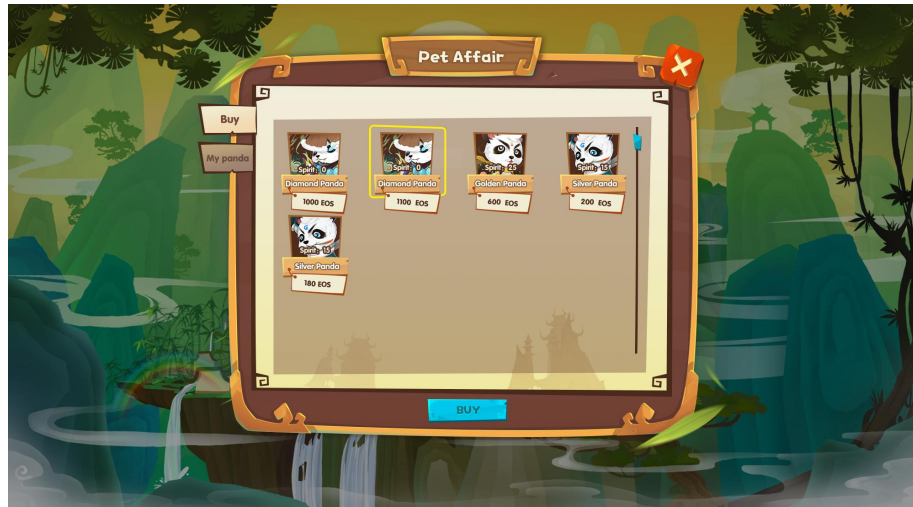 Pet Affair
Buy
My panda
Spirit: 0
Diamond Panda
1000 EOS
Spirit: 0
Diamond Panda
1100 EOS
Spirit: 25
Golden Panda
600 EOS
Spirit: 15
Silver Panda
200 EOS
Spirit: 15
Silver Panda
180 EOS
BUY